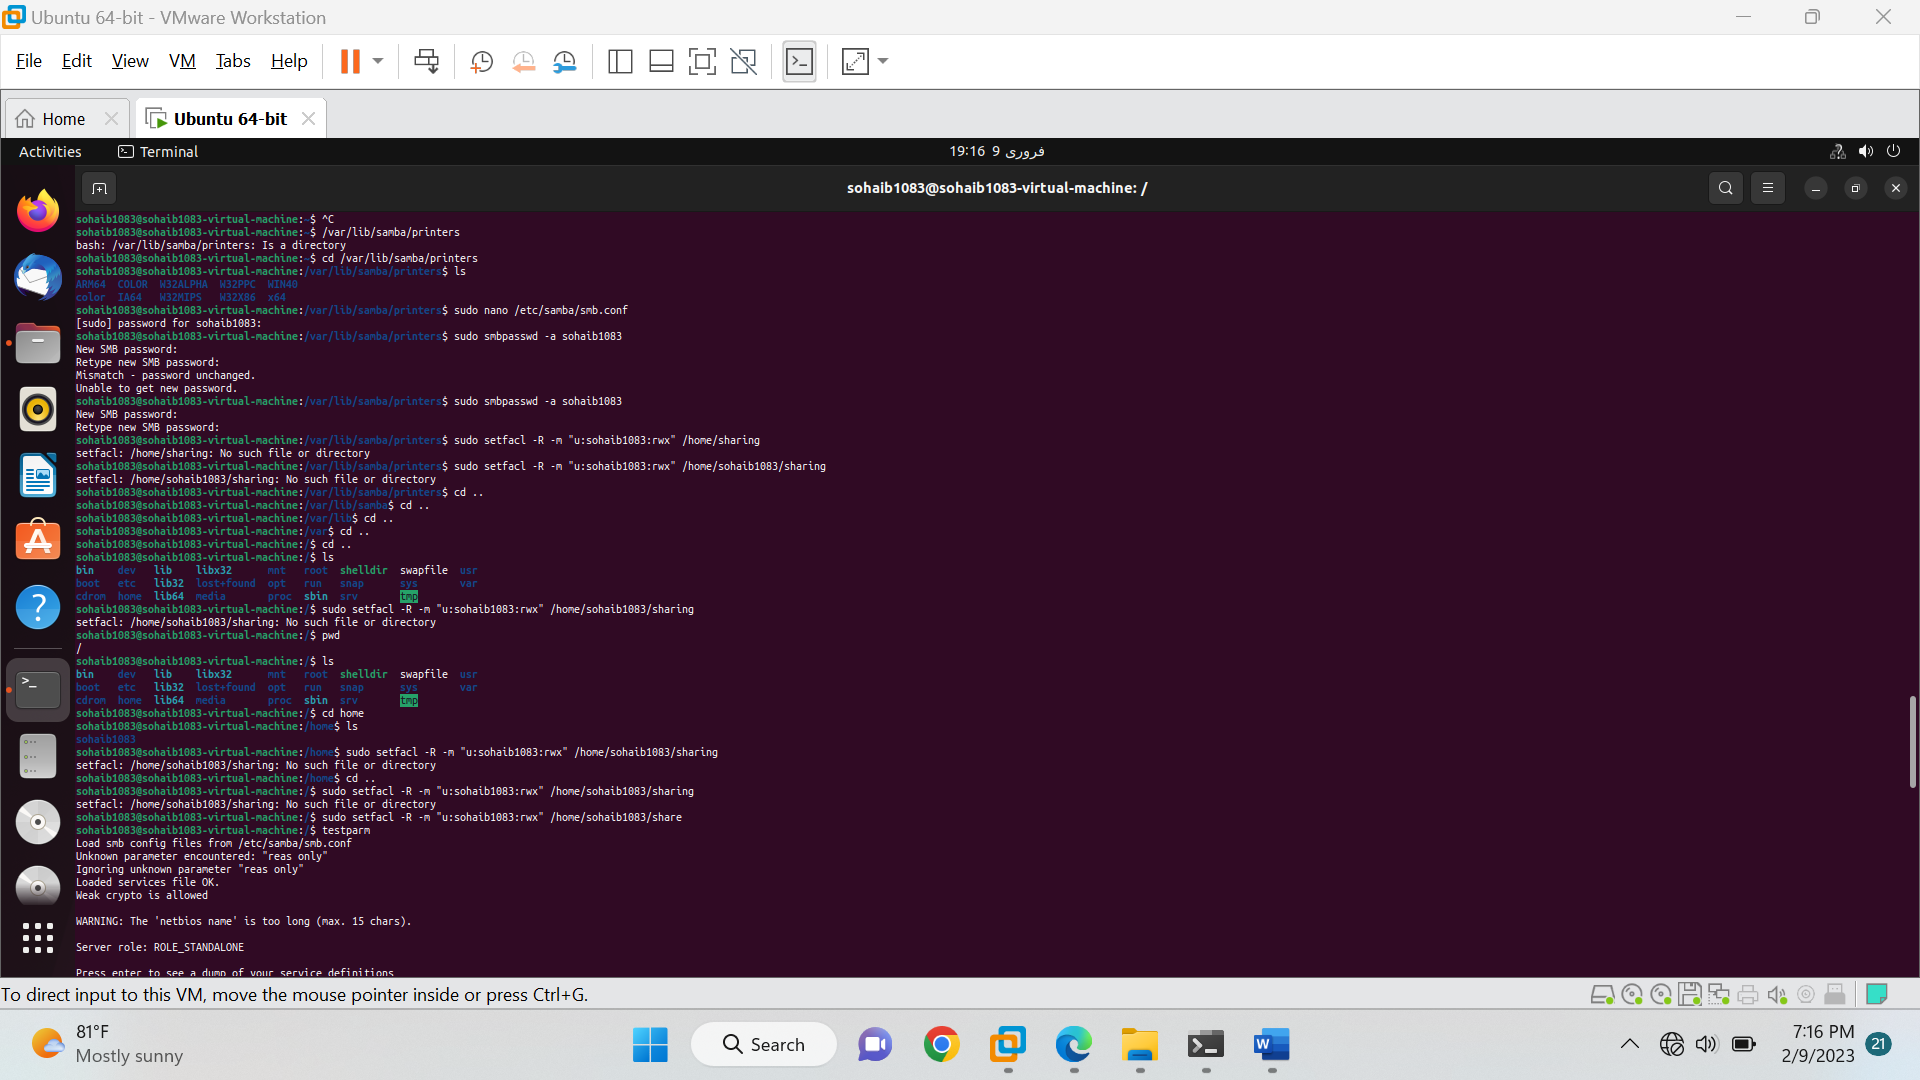 Ubuntu 64-bit - VMware Workstation
File Edit View VM Tabs Help
Home Ubuntu 64-bit
Activities Terminal 19:16 9 فروری
sohaib1083@sohaib1083-virtual-machine: /
sohaib1083@sohaib1083-virtual-machine:~$ ^C
sohaib1083@sohaib1083-virtual-machine:~$ /var/lib/samba/printers
bash: /var/lib/samba/printers: Is a directory
sohaib1083@sohaib1083-virtual-machine:~$ cd /var/lib/samba/printers
sohaib1083@sohaib1083-virtual-machine:/var/lib/samba/printers$ ls
ARM64 COLOR W32ALPHA W32PPC WIN40
color IA64 W32MIPS W32X86 x64
sohaib1083@sohaib1083-virtual-machine:/var/lib/samba/printers$ sudo nano /etc/samba/smb.conf
[sudo] password for sohaib1083:
sohaib1083@sohaib1083-virtual-machine:/var/lib/samba/printers$ sudo smbpasswd -a sohaib1083
New SMB password:
Retype new SMB password:
Mismatch - password unchanged.
Unable to get new password.
sohaib1083@sohaib1083-virtual-machine:/var/lib/samba/printers$ sudo smbpasswd -a sohaib1083
New SMB password:
Retype new SMB password:
sohaib1083@sohaib1083-virtual-machine:/var/lib/samba/printers$ sudo setfacl -R -m "u:sohaib1083:rwx" /home/sharing
setfacl: /home/sharing: No such file or directory
sohaib1083@sohaib1083-virtual-machine:/var/lib/samba/printers$ sudo setfacl -R -m "u:sohaib1083:rwx" /home/sohaib1083/sharing
setfacl: /home/sohaib1083/sharing: No such file or directory
sohaib1083@sohaib1083-virtual-machine:/var/lib/samba/printers$ cd ..
sohaib1083@sohaib1083-virtual-machine:/var/lib/samba$ cd ..
sohaib1083@sohaib1083-virtual-machine:/var/lib$ cd ..
sohaib1083@sohaib1083-virtual-machine:/var$ cd ..
sohaib1083@sohaib1083-virtual-machine:/$ cd ..
sohaib1083@sohaib1083-virtual-machine:/$ ls
bin dev lib libx32 mnt root shelldir swapfile usr
boot etc lib32 lost+found opt run snap sys var
cdrom home lib64 media proc sbin srv tmp
sohaib1083@sohaib1083-virtual-machine:/$ sudo setfacl -R -m "u:sohaib1083:rwx" /home/sohaib1083/sharing
setfacl: /home/sohaib1083/sharing: No such file or directory
sohaib1083@sohaib1083-virtual-machine:/$ pwd
/
sohaib1083@sohaib1083-virtual-machine:/$ ls
bin dev lib libx32 mnt root shelldir swapfile usr
boot etc lib32 lost+found opt run snap sys var
cdrom home lib64 media proc sbin srv tmp
sohaib1083@sohaib1083-virtual-machine:/$ cd home
sohaib1083@sohaib1083-virtual-machine:/home$ ls
sohaib1083
sohaib1083@sohaib1083-virtual-machine:/home$ sudo setfacl -R -m "u:sohaib1083:rwx" /home/sohaib1083/sharing
setfacl: /home/sohaib1083/sharing: No such file or directory
sohaib1083@sohaib1083-virtual-machine:/home$ cd ..
sohaib1083@sohaib1083-virtual-machine:/$ sudo setfacl -R -m "u:sohaib1083:rwx" /home/sohaib1083/sharing
setfacl: /home/sohaib1083/sharing: No such file or directory
sohaib1083@sohaib1083-virtual-machine:/$ sudo setfacl -R -m "u:sohaib1083:rwx" /home/sohaib1083/share
sohaib1083@sohaib1083-virtual-machine:/$ testparm
Load smb config files from /etc/samba/smb.conf
Unknown parameter encountered: "reas only"
Ignoring unknown parameter "reas only"
Loaded services file OK.
Weak crypto is allowed
WARNING: The 'netbios name' is too long (max. 15 chars).
Server role: ROLE_STANDALONE
Press enter to see a dump of your service definitions
To direct input to this VM, move the mouse pointer inside or press Ctrl+G.
81°F
Mostly sunny
Search
7:16 PM
2/9/2023
21